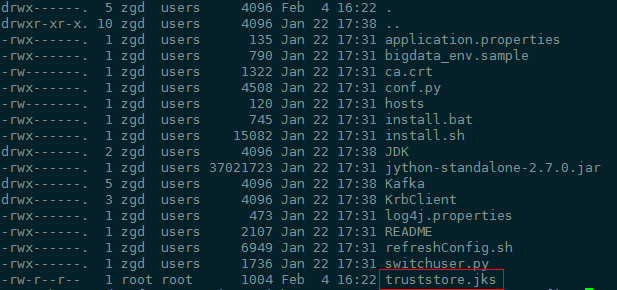 drwx------. 5 zgd users 4096 Feb 4 16:22 .
drwxr-xr-x. 10 zgd users 4096 Jan 22 17:38 ..
-rwx------. 1 zgd users 135 Jan 22 17:31 application.properties
-rwx------. 1 zgd users 790 Jan 22 17:31 bigdata_env.sample
-rw-------. 1 zgd users 1322 Jan 22 17:31 ca.crt
-rwx------. 1 zgd users 4508 Jan 22 17:31 conf.py
-rw-------. 1 zgd users 120 Jan 22 17:31 hosts
-rwx------. 1 zgd users 745 Jan 22 17:31 install.bat
-rwx------. 1 zgd users 15082 Jan 22 17:31 install.sh
drwx------. 2 zgd users 4096 Jan 22 17:38 JDK
-rwx------. 1 zgd users 37021723 Jan 22 17:31 jython-standalone-2.7.0.jar
drwx------. 5 zgd users 4096 Jan 22 17:38 Kafka
drwx------. 3 zgd users 4096 Jan 22 17:38 KrbClient
-rwx------. 1 zgd users 473 Jan 22 17:31 log4j.properties
-rwx------. 1 zgd users 2107 Jan 22 17:31 README
-rwx------. 1 zgd users 6949 Jan 22 17:31 refreshConfig.sh
-rwx------. 1 zgd users 1736 Jan 22 17:31 switchuser.py
-rw-r--r-- 1 root root 1004 Feb 4 16:22 truststore.jks